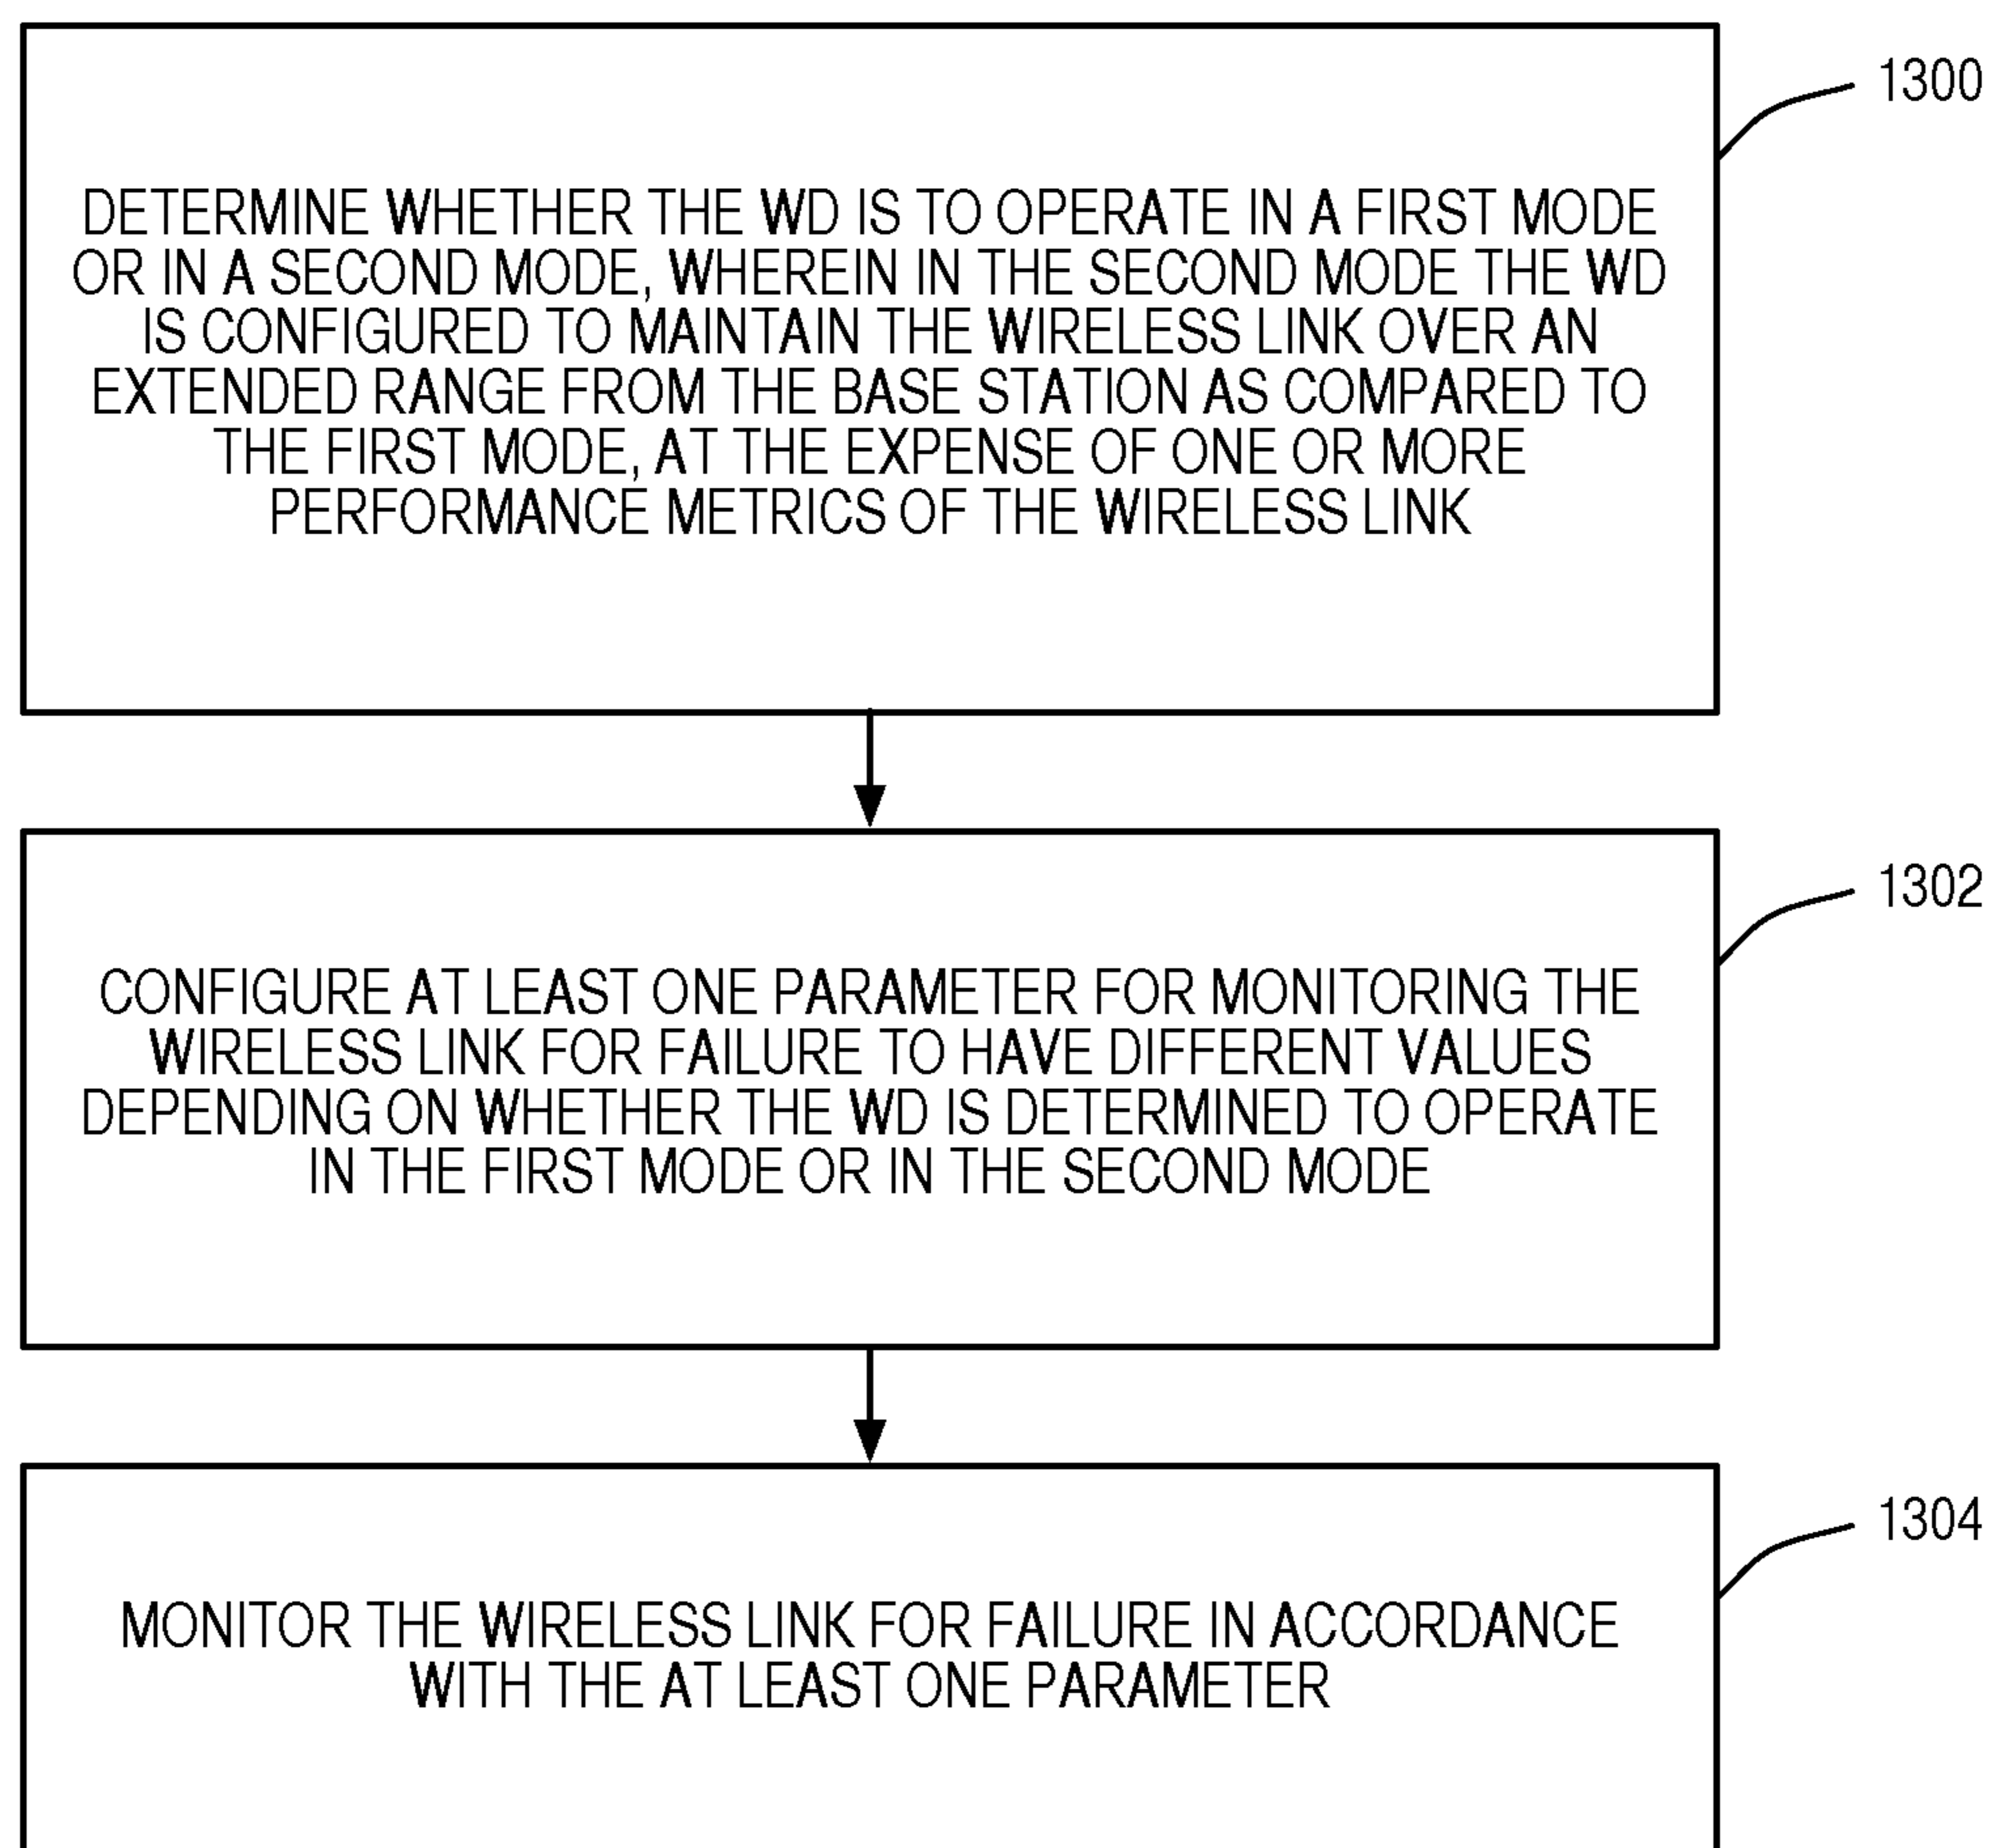 1300
DETERMINE WHETHER THE WD IS TO OPERATE IN A FIRST MODE
OR IN A SECOND MODE, WHEREIN IN THE SECOND MODE THE WD
IS CONFIGURED TO MAINTAIN THE WIRELESS LINK OVER AN
EXTENDED RANGE FROM THE BASE STATION AS COMPARED TO
THE FIRST MODE, AT THE EXPENSE OF ONE OR MORE
PERFORMANCE METRICS OF THE WIRELESS LINK
1302
CONFIGURE AT LEAST ONE PARAMETER FOR MONITORING THE
WIRELESS LINK FOR FAILURE TO HAVE DIFFERENT VALUES
DEPENDING ON WHETHER THE WD IS DETERMINED TO OPERATE
IN THE FIRST MODE OR IN THE SECOND MODE
1304
MONITOR THE WIRELESS LINK FOR FAILURE IN ACCORDANCE
WITH THE AT LEAST ONE PARAMETER